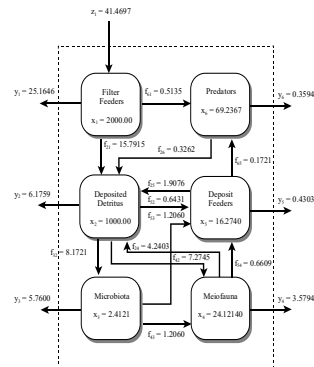 z₁ = 41.4697
y₁ = 25.1646
Filter
Feeders
x₁ = 2000.00
f₆₁ = 0.5135
Predators
x₆ = 69.2367
y₆ = 0.3594
f₂₁ = 15.7915
f₂₆ = 0.3262
f₆₅ = 0.1721
y₂ = 6.1759
Deposited
Detritus
x₂ = 1000.00
f₂₅ = 1.9076
f₅₂ = 0.6431
f₅₃ = 1.2060
Deposit
Feeders
x₅ = 16.2740
y₅ = 0.4303
f₃₂ = 8.1721
f₂₄ = 4.2403
f₄₂ = 7.2745
f₅₄ = 0.6609
y₃ = 5.7600
Microbiota
x₃ = 2.4121
f₄₃ = 1.2060
Meiofauna
x₄ = 24.12140
y₄ = 3.5794